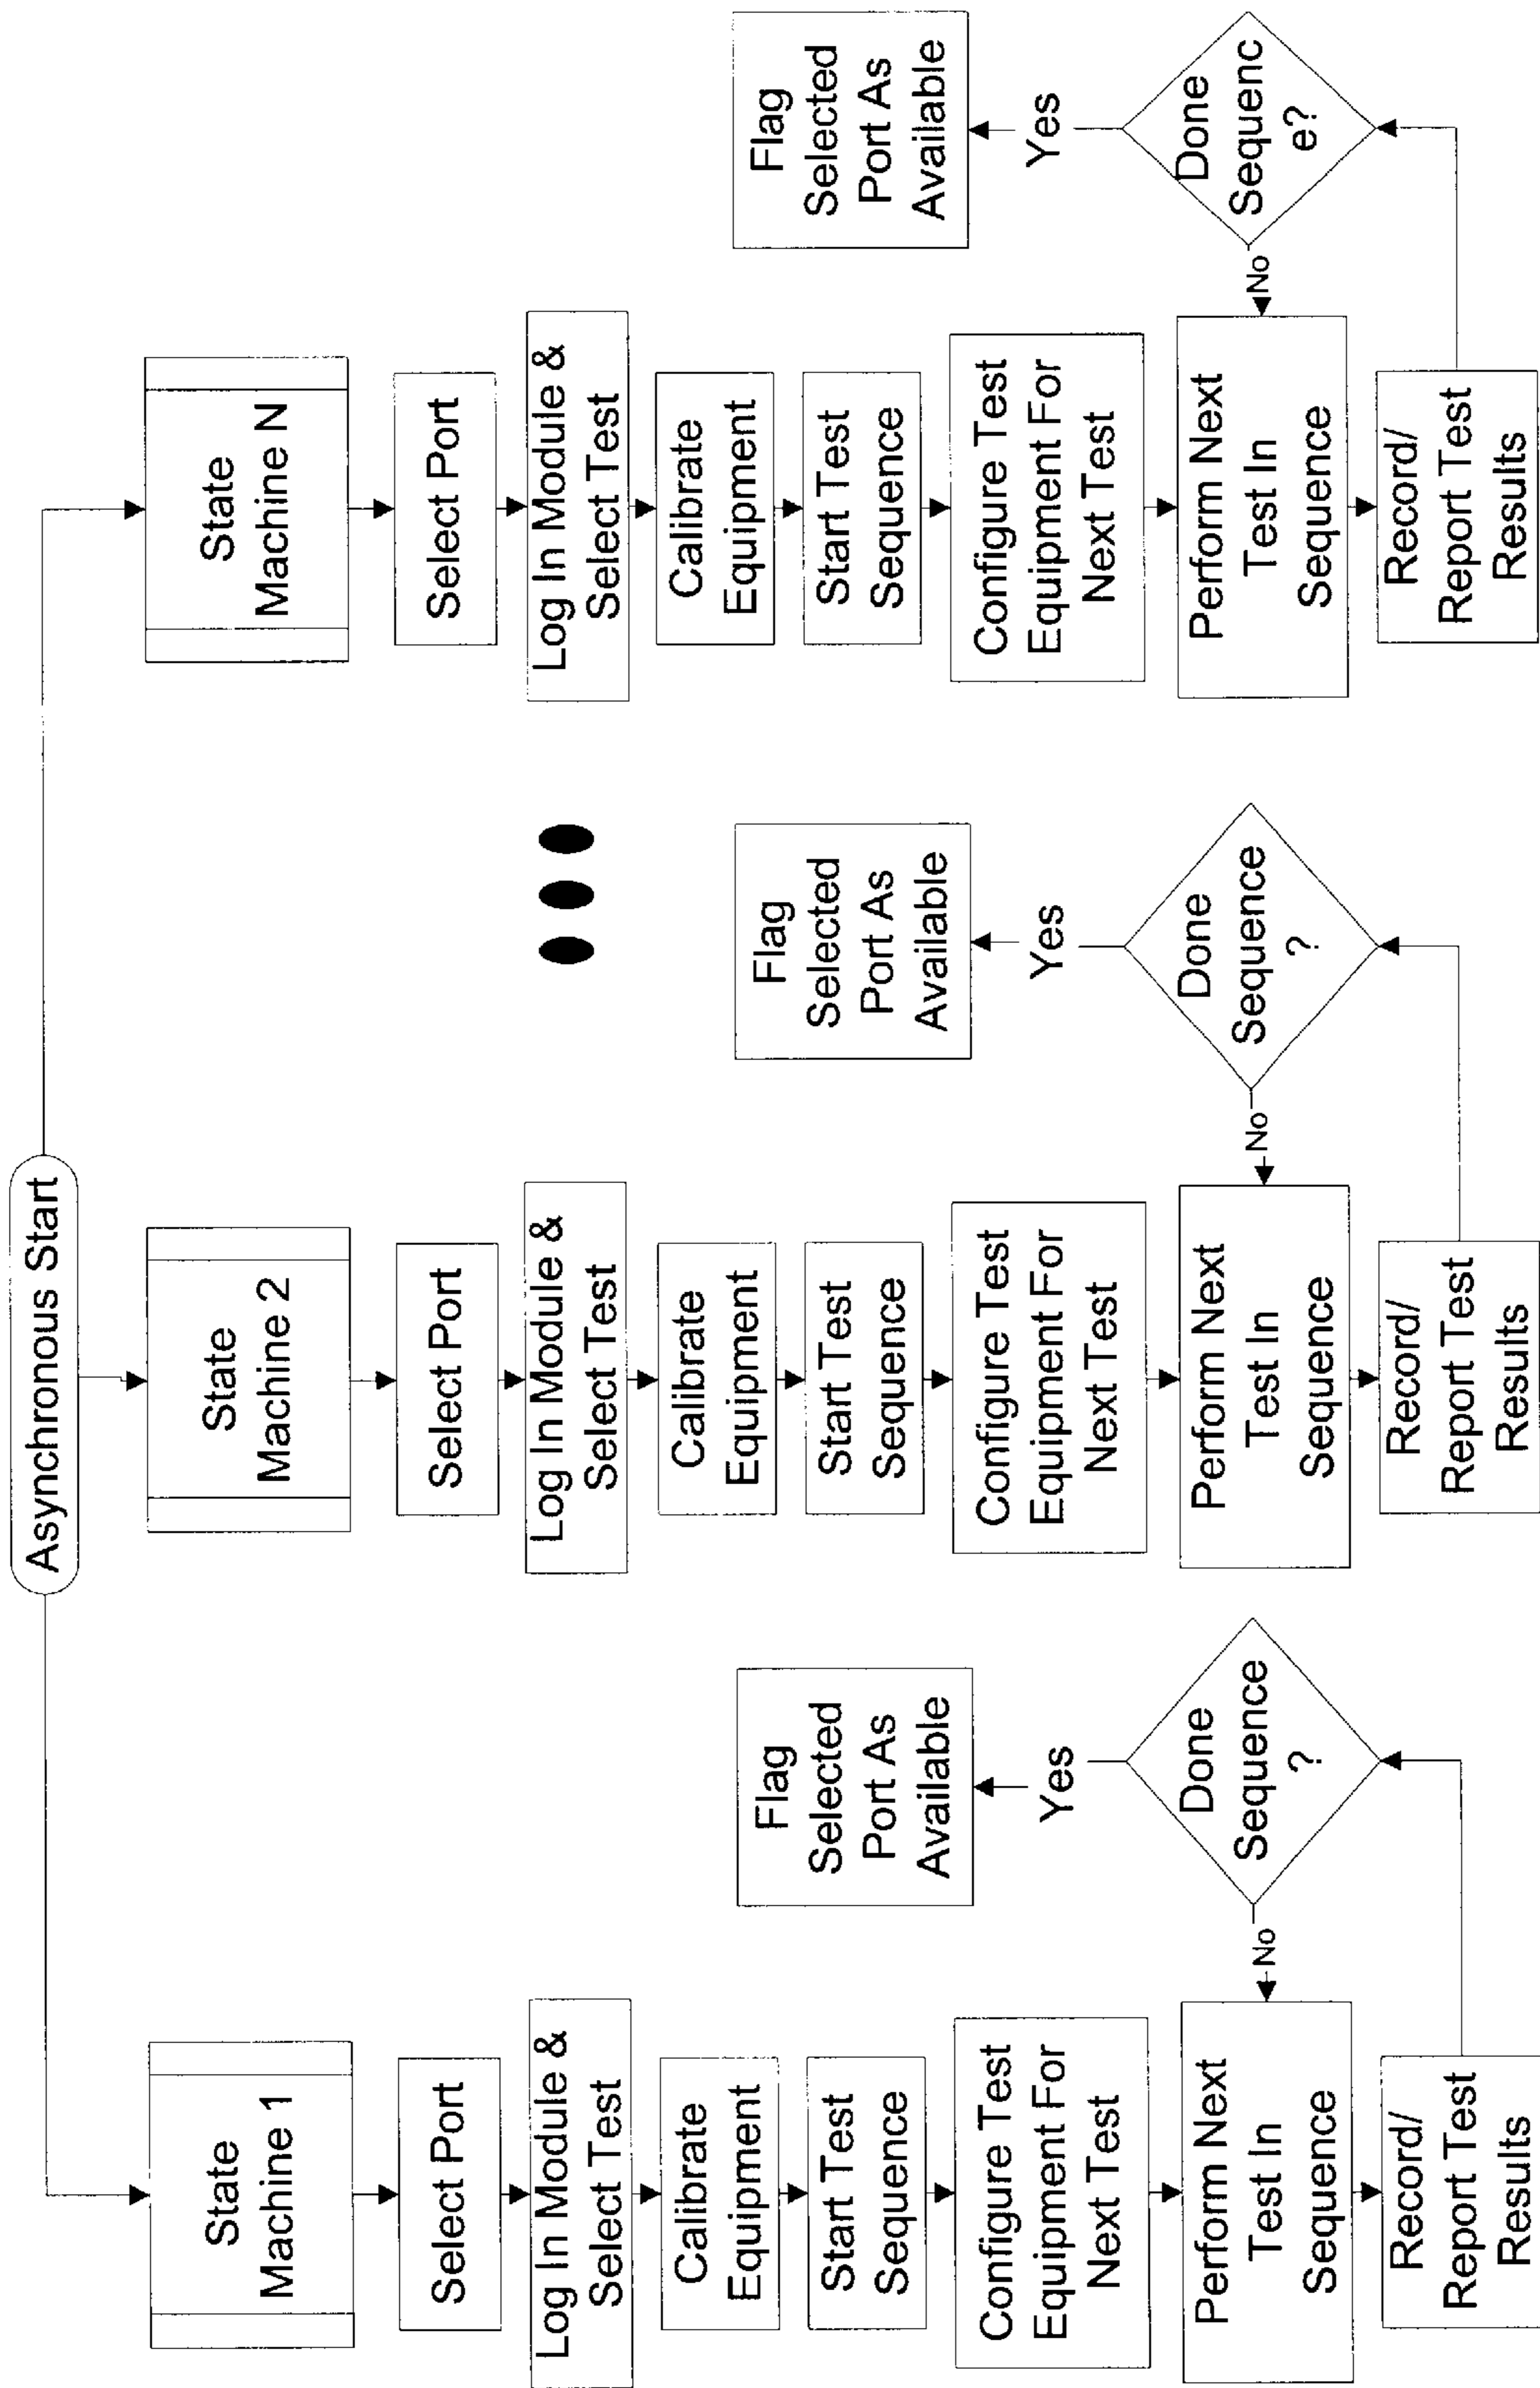 Asynchronous Start
State
Machine 1
Select Port
Log In Module &
Select Test
Calibrate
Equipment
Start Test
Sequence
Configure Test
Equipment For
Next Test
Perform Next
Test In
Sequence
Record/
Report Test
Results
Done
Sequence
?
No
Yes
Flag
Selected
Port As
Available
State
Machine 2
Select Port
Log In Module &
Select Test
Calibrate
Equipment
Start Test
Sequence
Configure Test
Equipment For
Next Test
Perform Next
Test In
Sequence
Record/
Report Test
Results
Done
Sequence
?
No
Yes
Flag
Selected
Port As
Available
State
Machine N
Select Port
Log In Module &
Select Test
Calibrate
Equipment
Start Test
Sequence
Configure Test
Equipment For
Next Test
Perform Next
Test In
Sequence
Record/
Report Test
Results
Done
Sequenc
e?
No
Yes
Flag
Selected
Port As
Available